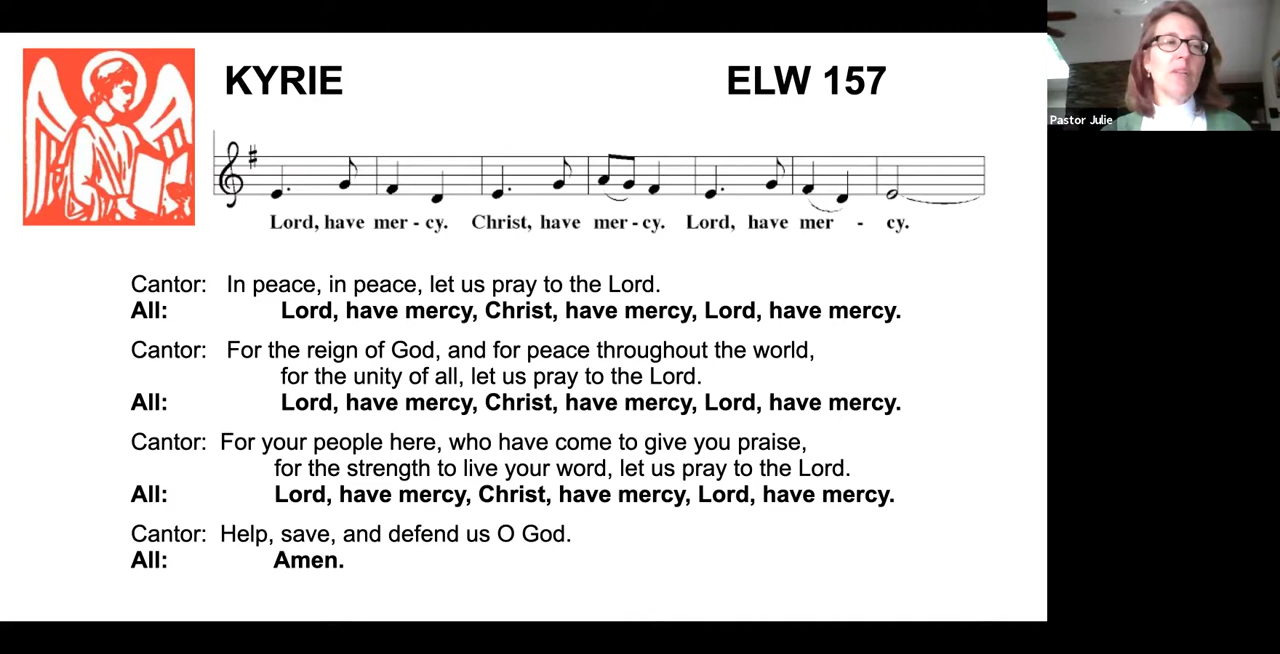 KYRIE ELW 157
Pastor Julie
Lord, have mer - cy. Christ, have mer - cy. Lord, have mer - cy.
Cantor: In peace, in peace, let us pray to the Lord.
All: Lord, have mercy, Christ, have mercy, Lord, have mercy.
Cantor: For the reign of God, and for peace throughout the world,
for the unity of all, let us pray to the Lord.
All: Lord, have mercy, Christ, have mercy, Lord, have mercy.
Cantor: For your people here, who have come to give you praise,
for the strength to live your word, let us pray to the Lord.
All: Lord, have mercy, Christ, have mercy, Lord, have mercy.
Cantor: Help, save, and defend us O God.
All: Amen.